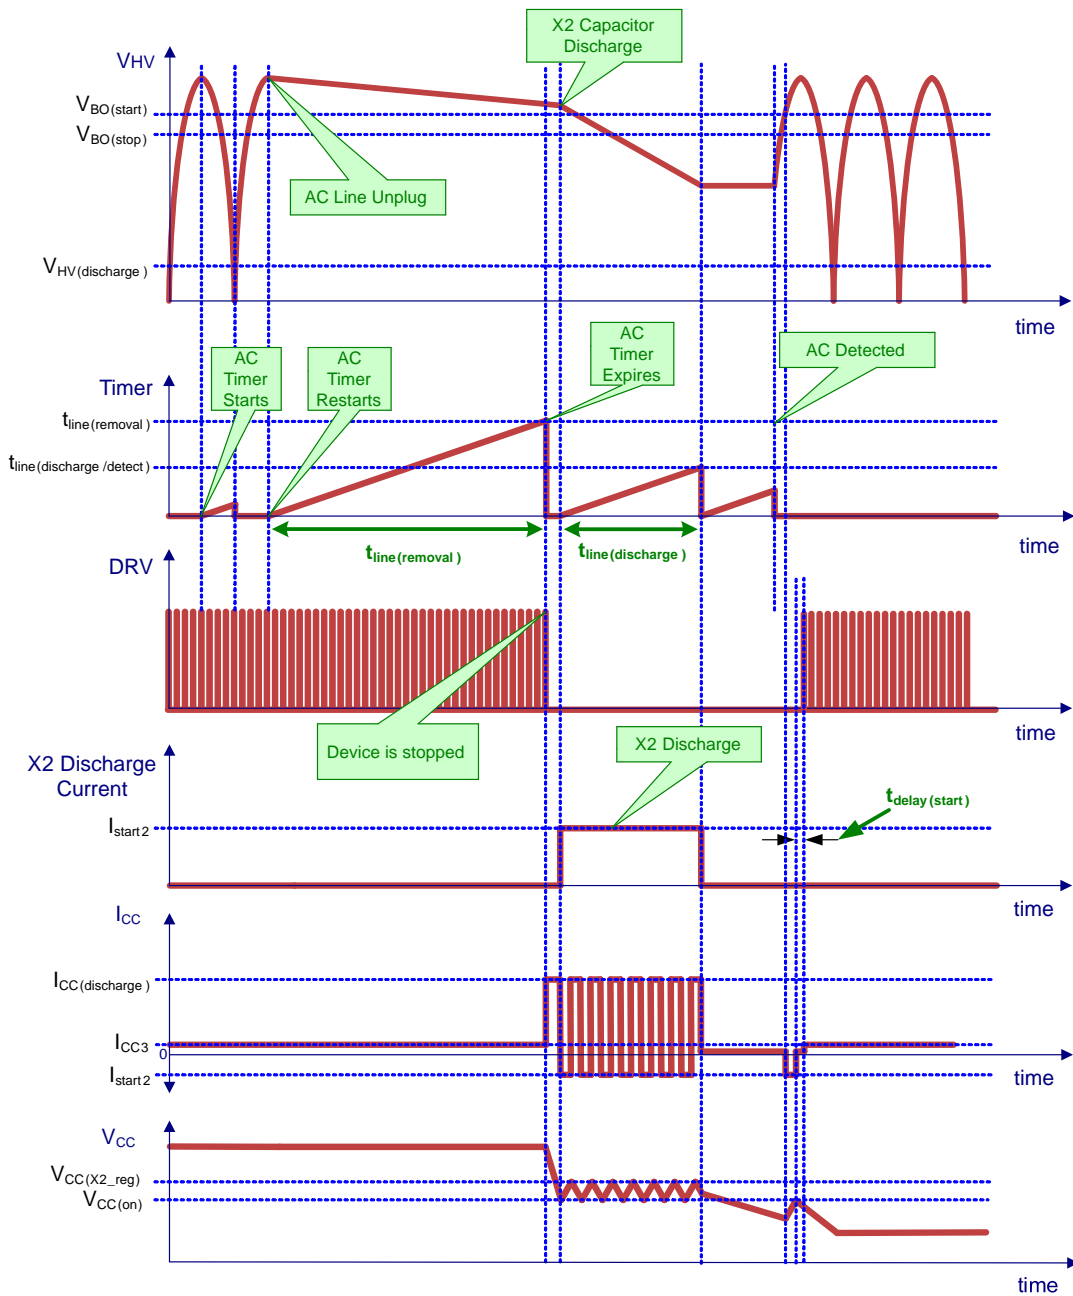 X2 Capacitor
Discharge
VHV
VBO(start)
VBO(stop)
AC Line Unplug
VHV(discharge)
time
AC
Timer
Starts
AC
Timer
Restarts
AC
Timer
Expires
AC Detected
Timer
tline(removal)
tline(discharge/detect)
tline(removal)
tline(discharge)
time
DRV
Device is stopped
time
X2 Discharge
X2 Discharge
Current
tdelay(start)
Istart2
time
ICC
ICC(discharge)
ICC3
0
Istart2
time
VCC
VCC(X2_reg)
VCC(on)
time